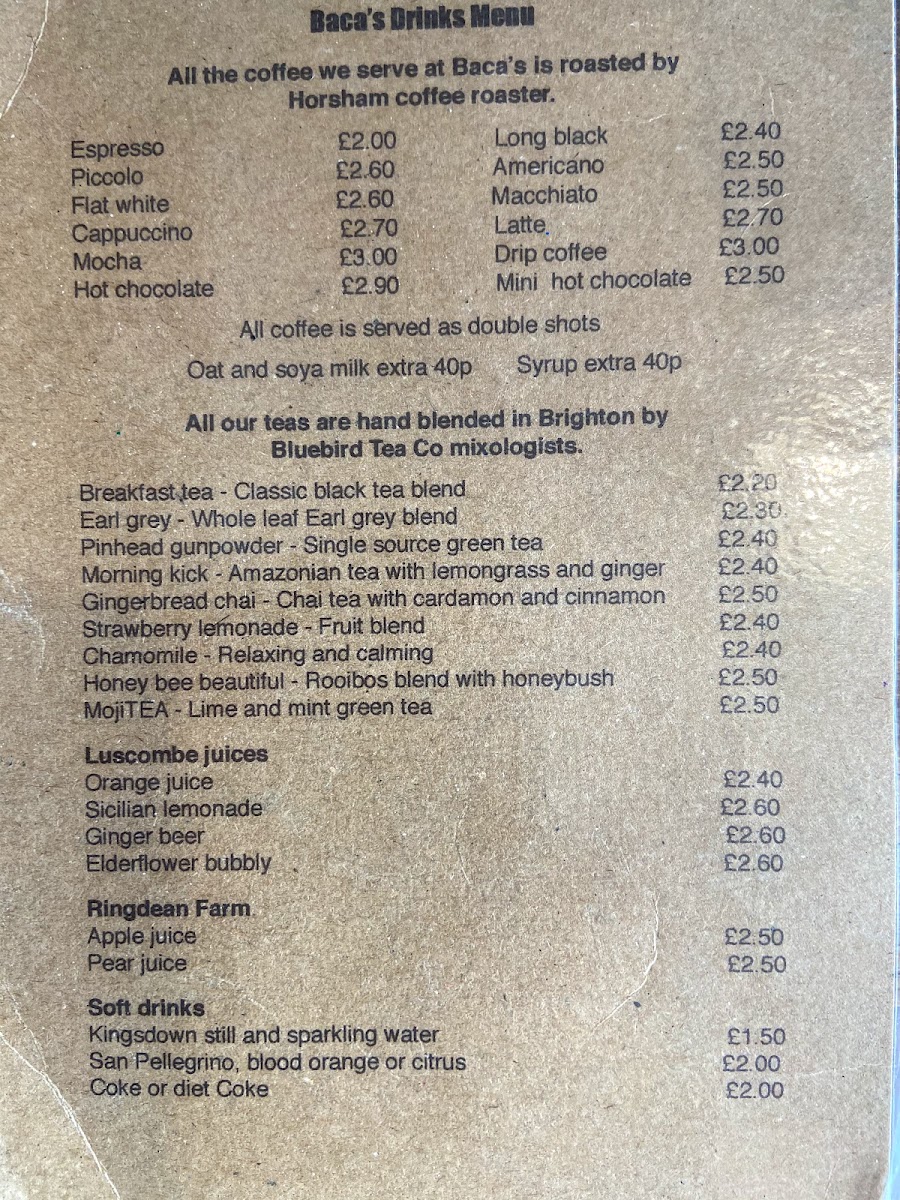 Baca's Drinks Menu
All the coffee we serve at Baca's is roasted by
Horsham coffee roaster.
Espresso £2.00 Long black £2.40
Piccolo £2.60 Americano £2.50
Flat white £2.60 Macchiato £2.50
Cappuccino £2.70 Latte £2.70
Mocha £3.00 Drip coffee £3.00
Hot chocolate £2.90 Mini hot chocolate £2.50
All coffee is served as double shots
Oat and soya milk extra 40p Syrup extra 40p
All our teas are hand blended in Brighton by
Bluebird Tea Co mixologists.
Breakfast tea - Classic black tea blend £2.20
Earl grey - Whole leaf Earl grey blend £2.30
Pinhead gunpowder - Single source green tea £2.40
Morning kick - Amazonian tea with lemongrass and ginger £2.40
Gingerbread chai - Chai tea with cardamon and cinnamon £2.50
Strawberry lemonade - Fruit blend £2.40
Chamomile - Relaxing and calming £2.40
Honey bee beautiful - Rooibos blend with honeybush £2.50
MojiTEA - Lime and mint green tea £2.50
Luscombe juices
Orange juice £2.40
Sicilian lemonade £2.60
Ginger beer £2.60
Elderflower bubbly £2.60
Ringdean Farm
Apple juice £2.50
Pear juice £2.50
Soft drinks
Kingsdown still and sparkling water £1.50
San Pellegrino, blood orange or citrus £2.00
Coke or diet Coke £2.00